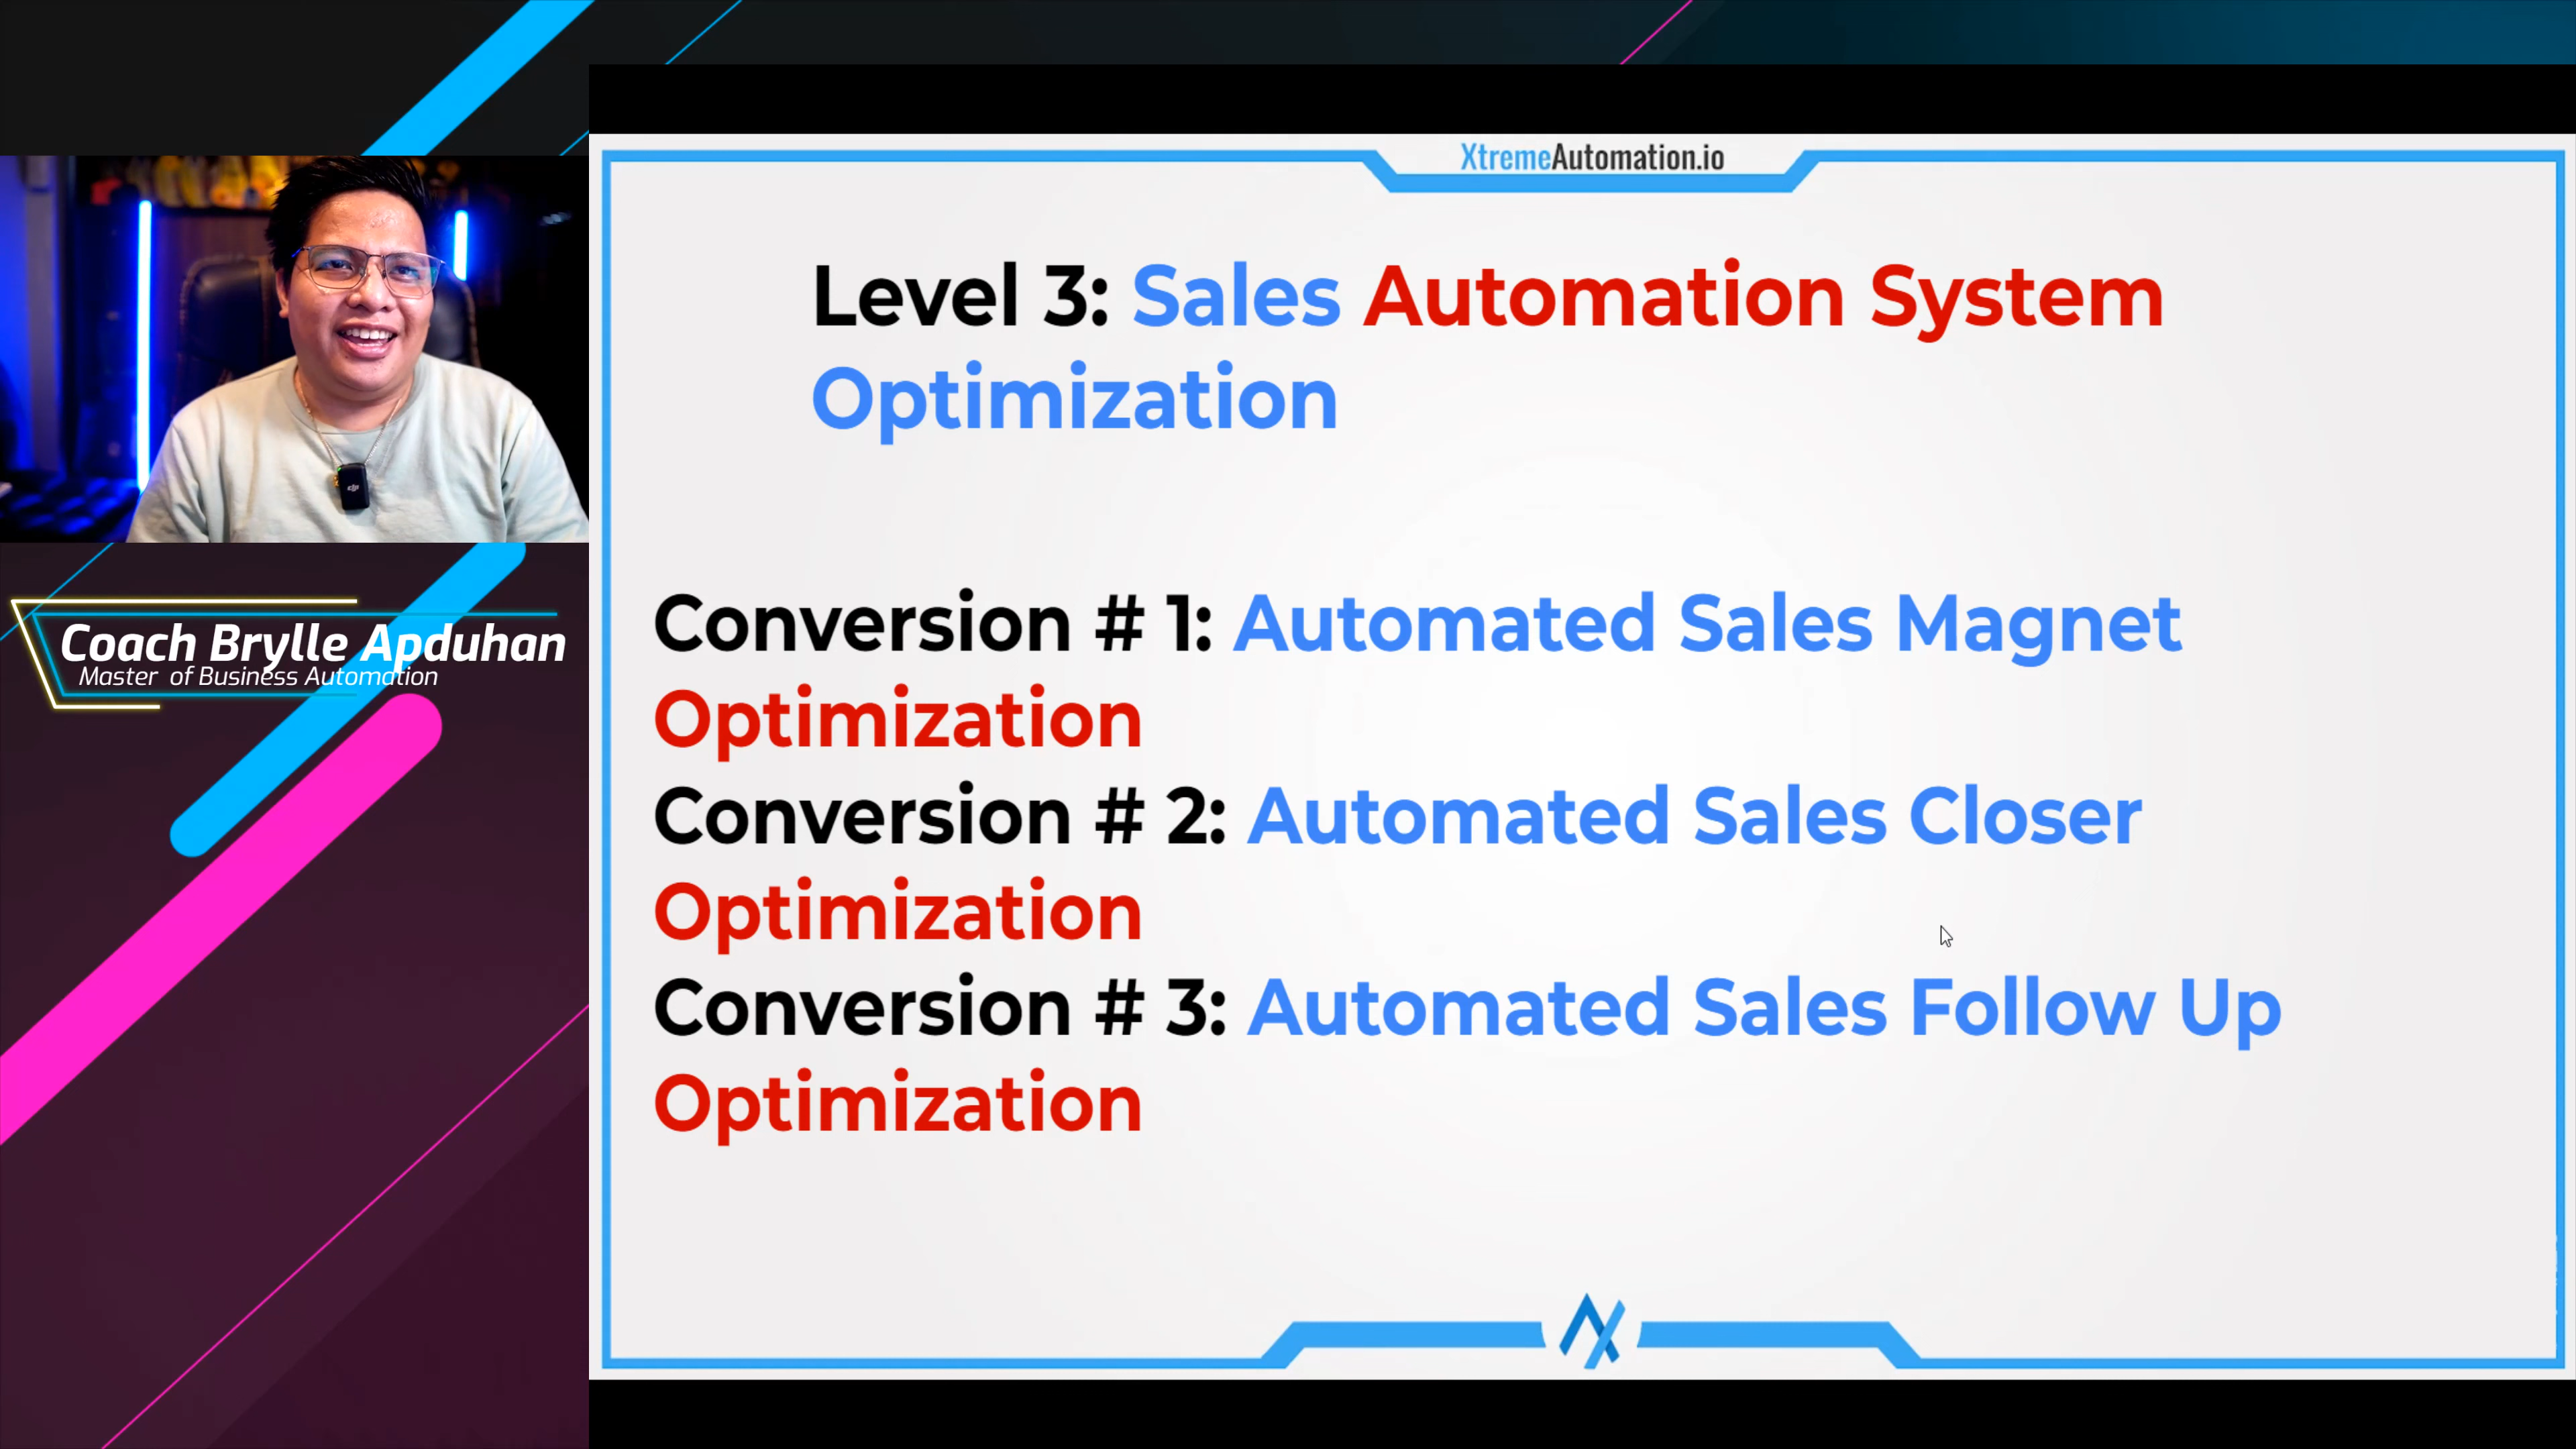 XtremeAutomation.io
Level 3: Sales Automation System
Optimization
Coach Brylle Apduhan
Master of Business Automation
Conversion # 1: Automated Sales Magnet
Optimization
Conversion # 2: Automated Sales Closer
Optimization
Conversion # 3: Automated Sales Follow Up
Optimization